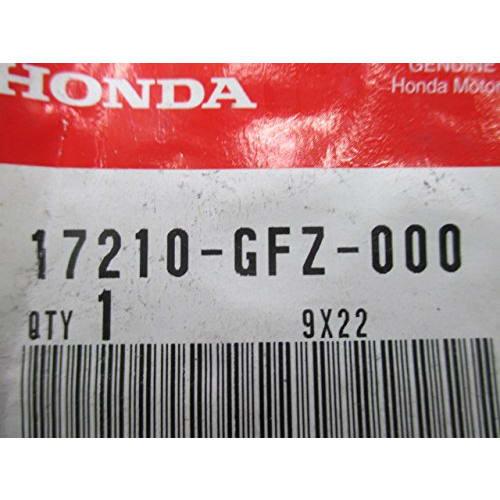 HONDA
GENUINE
Honda Motor
17210-GFZ-000
QTY 1 9X22